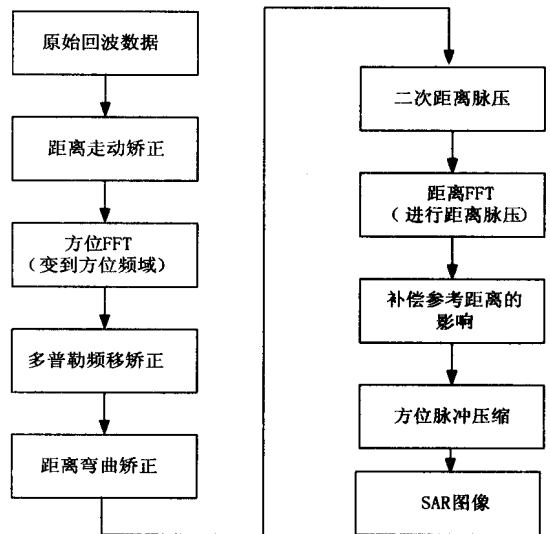 原始回波数据
距离走动矫正
方位FFT
（变到方位频域）
多普勒频移矫正
距离弯曲矫正
二次距离脉压
距离FFT
（进行距离脉压）
补偿参考距离的
影响
方位脉冲压缩
SAR图像